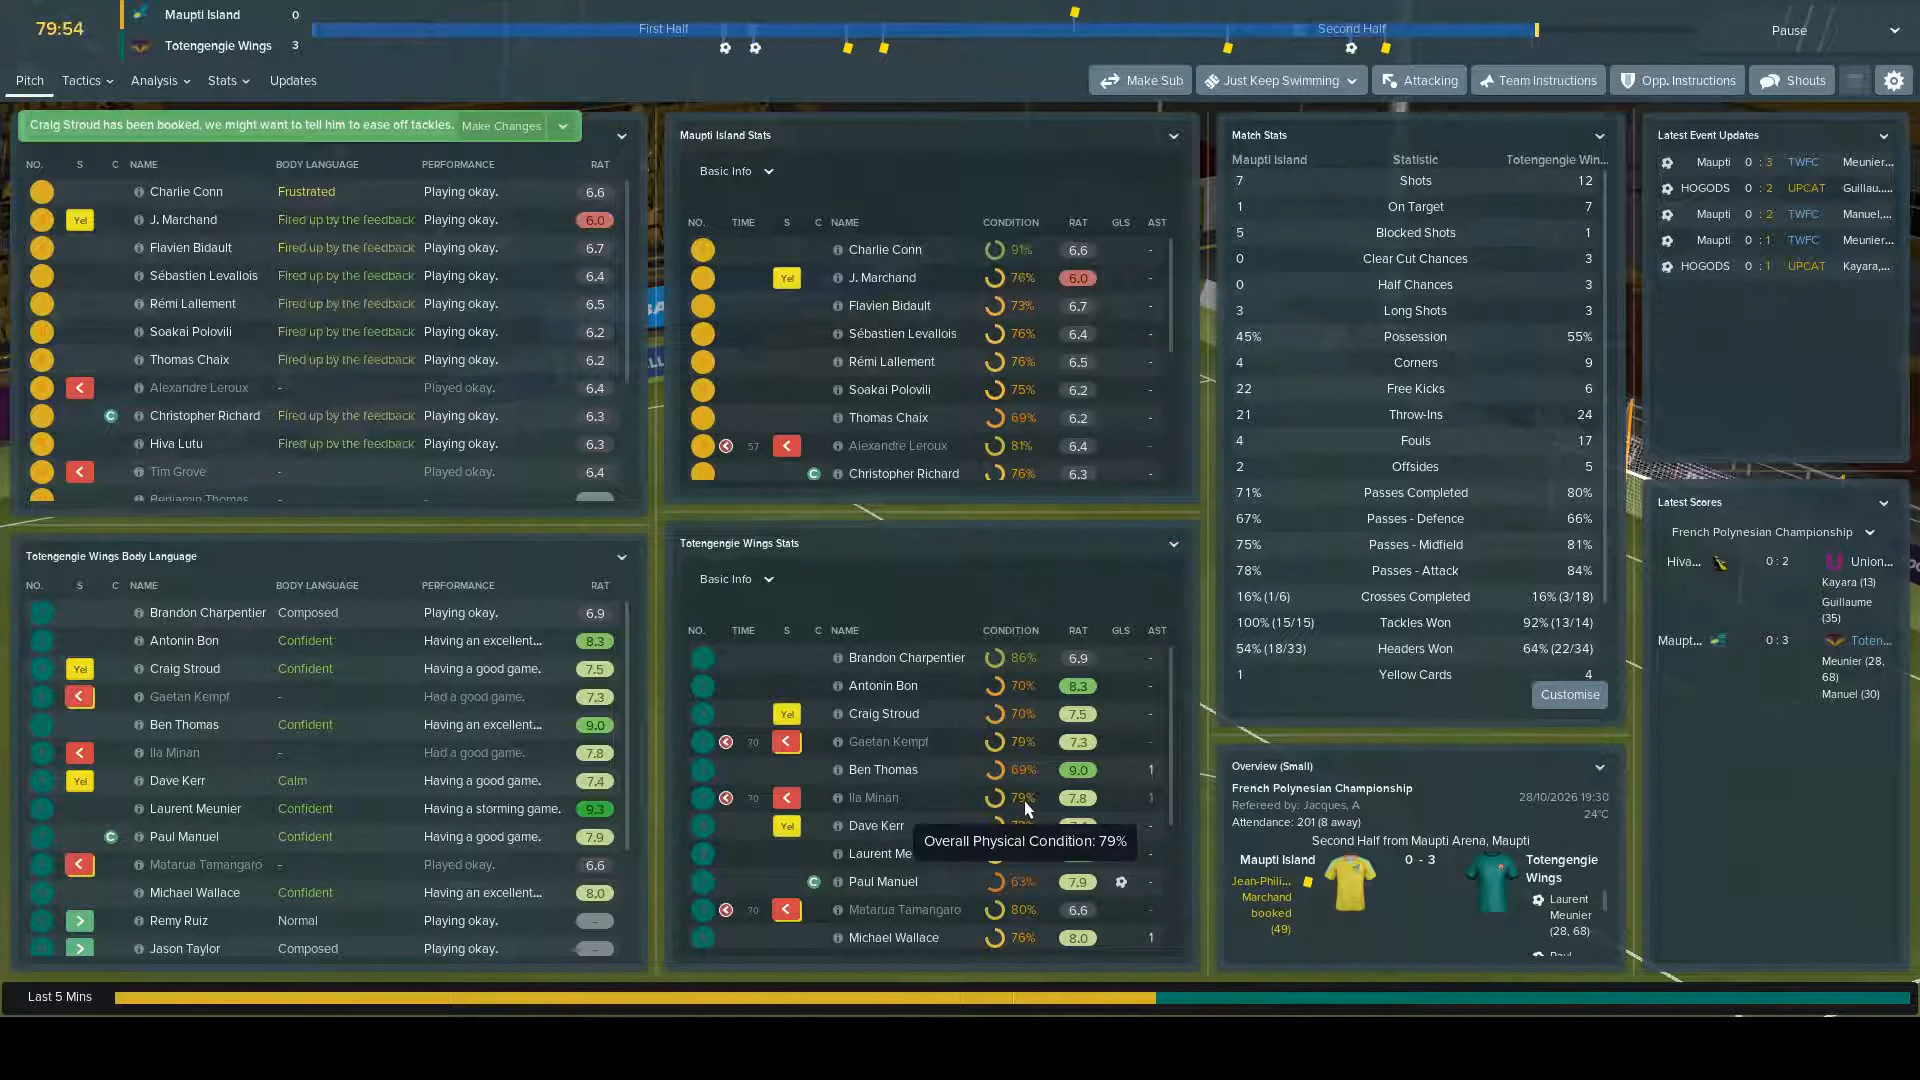 79:54
Maupti Island 0
Totengengie Wings 3
First Half
Second Half
Pause
Pitch Tactics Analysis Stats Updates
Make Sub Just Keep Swimming Attacking Team Instructions Opp. Instructions Shouts
Craig Stroud has been booked, we might want to tell him to ease off tackles. Make Changes
NO. S C NAME BODY LANGUAGE PERFORMANCE RAT
Charlie Conn Frustrated Playing okay. 6.6
Yel J. Marchand Fired up by the feedback Playing okay. 6.0
Flavien Bidault Fired up by the feedback Playing okay. 6.7
Sébastien Levallois Fired up by the feedback Playing okay. 6.4
Rémi Lallement Fired up by the feedback Playing okay. 6.5
Soakai Polovili Fired up by the feedback Playing okay. 6.2
Thomas Chaix Fired up by the feedback Playing okay. 6.2
Alexandre Leroux - Played okay. 6.4
C Christopher Richard Fired up by the feedback Playing okay. 6.3
Hiva Lutu Fired up by the feedback Playing okay. 6.3
Tim Grove - Played okay. 6.4
Benjamin Thomas - -
Totengengie Wings Body Language
NO. S C NAME BODY LANGUAGE PERFORMANCE RAT
Brandon Charpentier Composed Playing okay. 6.9
Antonin Bon Confident Having an excellent... 8.3
Yel Craig Stroud Confident Having a good game. 7.5
Gaetan Kempf - Had a good game. 7.3
Ben Thomas Confident Having an excellent... 9.0
Ila Minan - Had a good game. 7.8
Yel Dave Kerr Calm Having a good game. 7.4
Laurent Meunier Confident Having a storming game. 9.3
C Paul Manuel Confident Having a good game. 7.9
Matarua Tamangaro - Played okay. 6.6
Michael Wallace Confident Having an excellent... 8.0
Remy Ruiz Normal Playing okay. -
Jason Taylor Composed Playing okay. -
Maupti Island Stats
Basic Info
NO. TIME S C NAME CONDITION RAT GLS AST
Charlie Conn 91% 6.6 - -
Yel J. Marchand 76% 6.0 - -
Flavien Bidault 73% 6.7 - -
Sébastien Levallois 76% 6.4 - -
Rémi Lallement 76% 6.5 - -
Soakai Polovili 75% 6.2 - -
Thomas Chaix 69% 6.2 - -
57 Alexandre Leroux 81% 6.4 - -
C Christopher Richard 76% 6.3 - -
Totengengie Wings Stats
Basic Info
NO. TIME S C NAME CONDITION RAT GLS AST
Brandon Charpentier 86% 6.9 - -
Antonin Bon 70% 8.3 - -
Yel Craig Stroud 70% 7.5 - -
70 Gaetan Kempf 79% 7.3 - -
Ben Thomas 69% 9.0 - 1
70 Ila Minan 79% 7.8 - 1
Yel Dave Kerr
Overall Physical Condition: 79%
Laurent Me
C Paul Manuel 63% 7.9 -
70 Matarua Tamangaro 80% 6.6 - -
Michael Wallace 76% 8.0 - 1
Match Stats
Maupti Island Statistic Totengengie Win...
7 Shots 12
1 On Target 7
5 Blocked Shots 1
0 Clear Cut Chances 3
0 Half Chances 3
3 Long Shots 3
45% Possession 55%
4 Corners 9
22 Free Kicks 6
21 Throw-Ins 24
4 Fouls 17
2 Offsides 5
71% Passes Completed 80%
67% Passes - Defence 66%
75% Passes - Midfield 81%
78% Passes - Attack 84%
16% (1/6) Crosses Completed 16% (3/18)
100% (15/15) Tackles Won 92% (13/14)
54% (18/33) Headers Won 64% (22/34)
1 Yellow Cards 4
Customise
Overview (Small)
French Polynesian Championship
Refereed by: Jacques, A
Attendance: 201 (8 away)
28/10/2026 19:30
24°C
Second Half from Maupti Arena, Maupti
Maupti Island 0 - 3 Totengengie Wings
Jean-Phili... Marchand booked (49)
Laurent Meunier (28, 68)
Paul
Latest Event Updates
Maupti 0 : 3 TWFC Meunier...
HOGODS 0 : 2 UPCAT Guillau.....
Maupti 0 : 2 TWFC Manuel,...
Maupti 0 : 1 TWFC Meunier...
HOGODS 0 : 1 UPCAT Kayara,...
Latest Scores
French Polynesian Championship
Hiva... 0 : 2 Union...
Kayara (13)
Guillaume (35)
Maupt... 0 : 3 Toten...
Meunier (28, 68)
Manuel (30)
Last 5 Mins